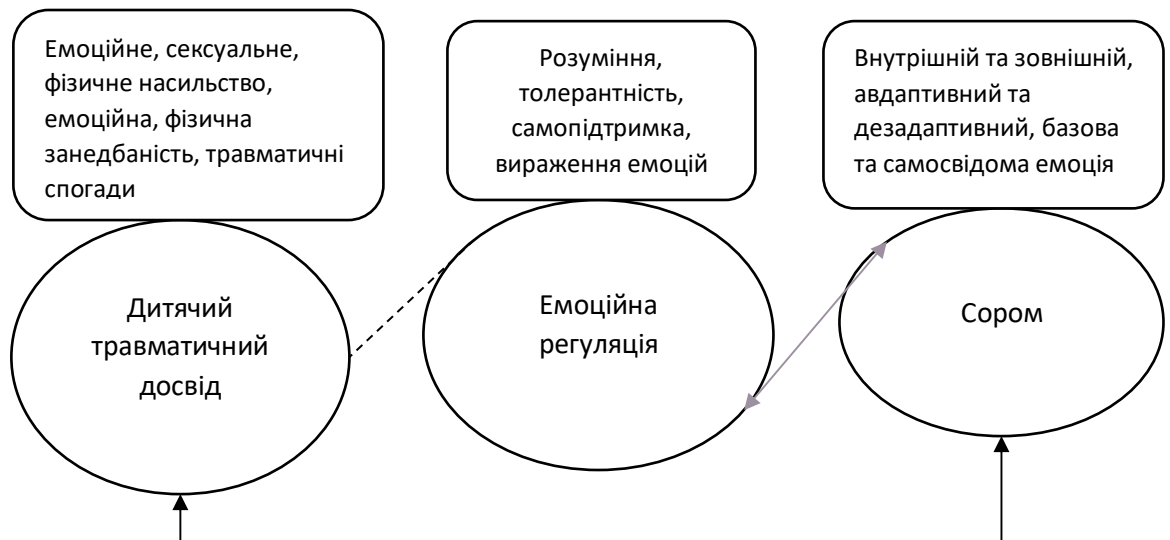 Емоційне, сексуальне,
фізичне насильство,
емоційна, фізична
занедбаність, травматичні
спогади
Розуміння,
толерантність,
самопідтримка,
вираження емоцій
Внутрішній та зовнішній,
авдаптивний та
дезадаптивний, базова
та самосвідома емоція
Дитячий
травматичний
досвід
Емоційна
регуляція
Сором